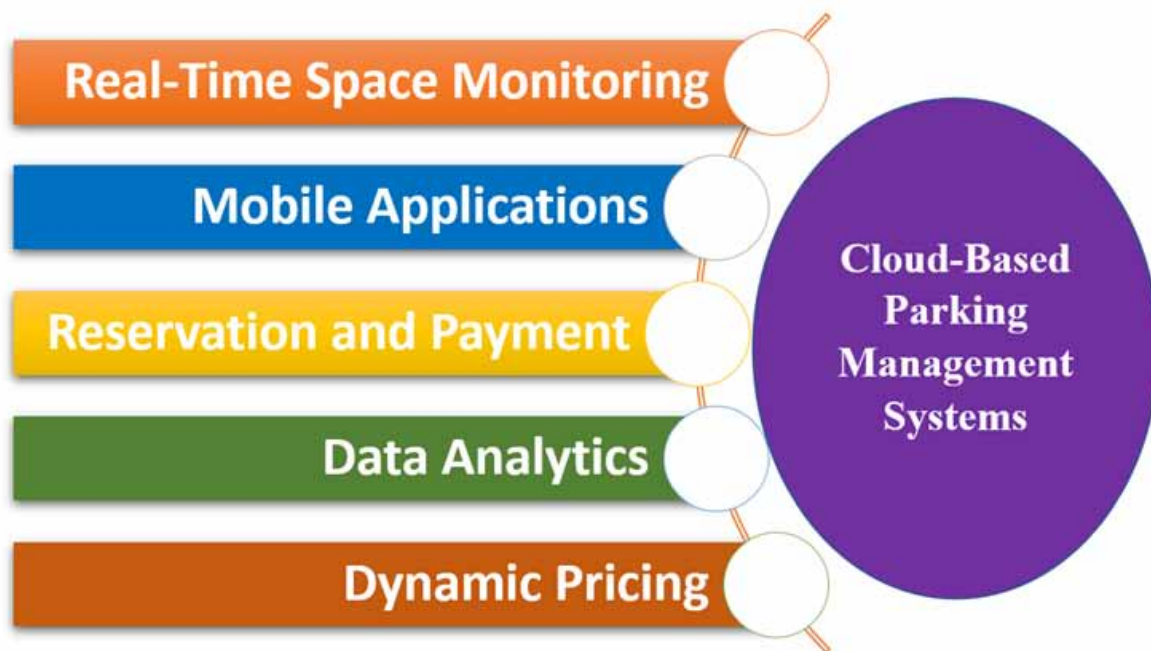 Real-Time Space Monitoring
Mobile Applications
Reservation and Payment
Data Analytics
Dynamic Pricing
Cloud-Based
Parking
Management
Systems